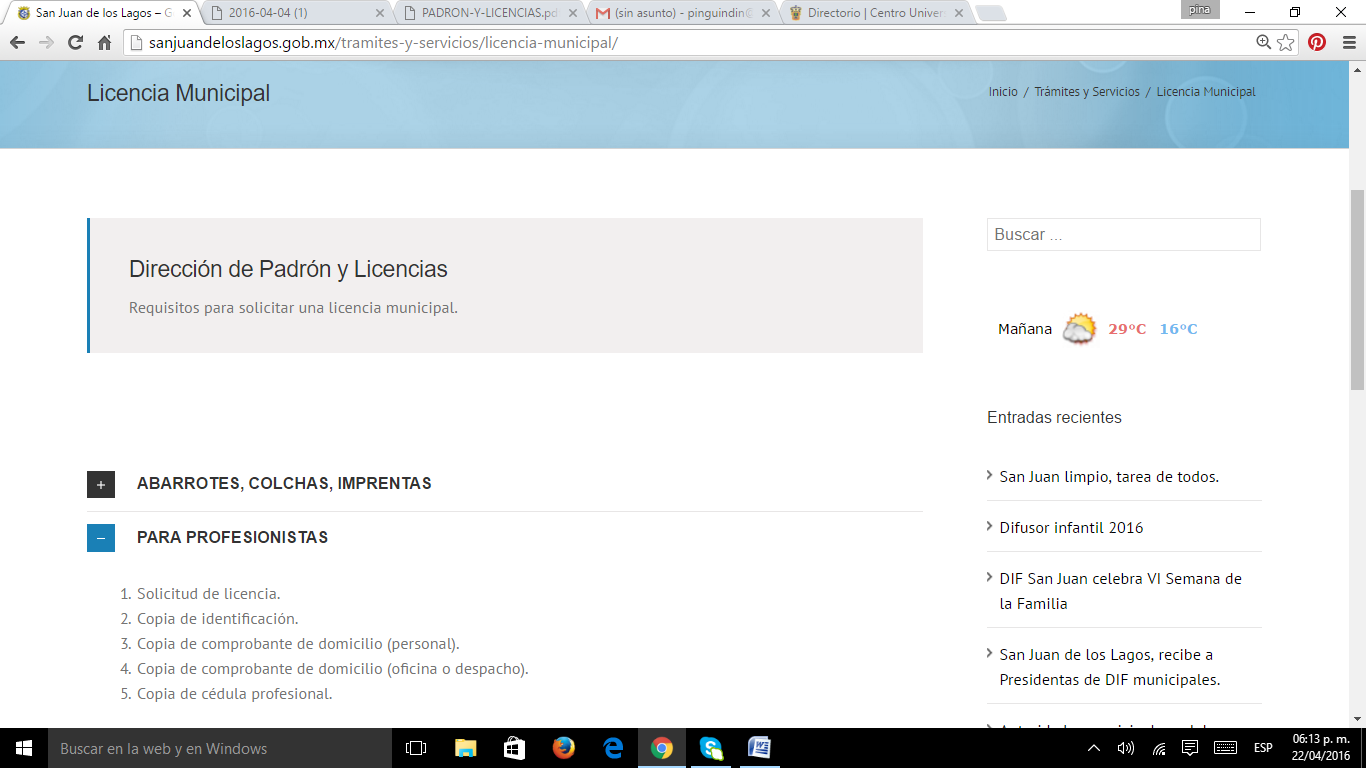 San Juan de los Lagos – G
2016-04-04 (1)
PADRON-Y-LICENCIAS.pd
(sin asunto) - pinguindin@
Directorio | Centro Univer
pina
sanjuandeloslagos.gob.mx/tramites-y-servicios/licencia-municipal/
Licencia Municipal
Inicio / Trámites y Servicios / Licencia Municipal
Dirección de Padrón y Licencias
Requisitos para solicitar una licencia municipal.
ABARROTES, COLCHAS, IMPRENTAS
PARA PROFESIONISTAS
1. Solicitud de licencia.
2. Copia de identificación.
3. Copia de comprobante de domicilio (personal).
4. Copia de comprobante de domicilio (oficina o despacho).
5. Copia de cédula profesional.
Buscar ...
Mañana 29ºC 16ºC
Entradas recientes
San Juan limpio, tarea de todos.
Difusor infantil 2016
DIF San Juan celebra VI Semana de
la Familia
San Juan de los Lagos, recibe a
Presidentas de DIF municipales.
Buscar en la web y en Windows
ESP
06:13 p. m.
22/04/2016